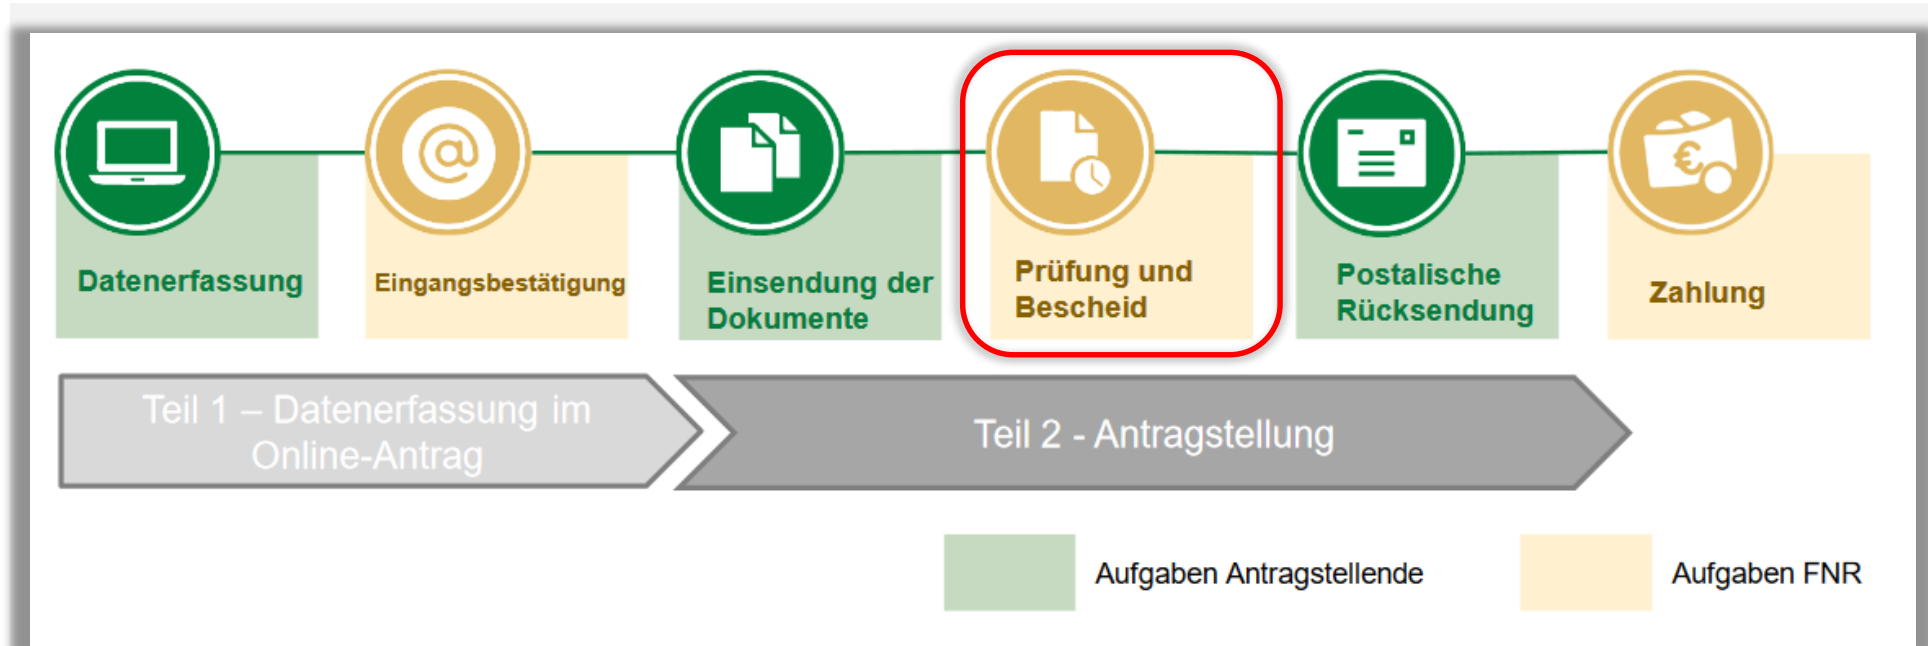 Datenerfassung
Eingangsbestätigung
Einsendung der
Dokumente
Prüfung und
Bescheid
Postalische
Rücksendung
Zahlung
Teil 1 – Datenerfassung im
Online-Antrag
Teil 2 - Antragstellung
Aufgaben Antragstellende
Aufgaben FNR